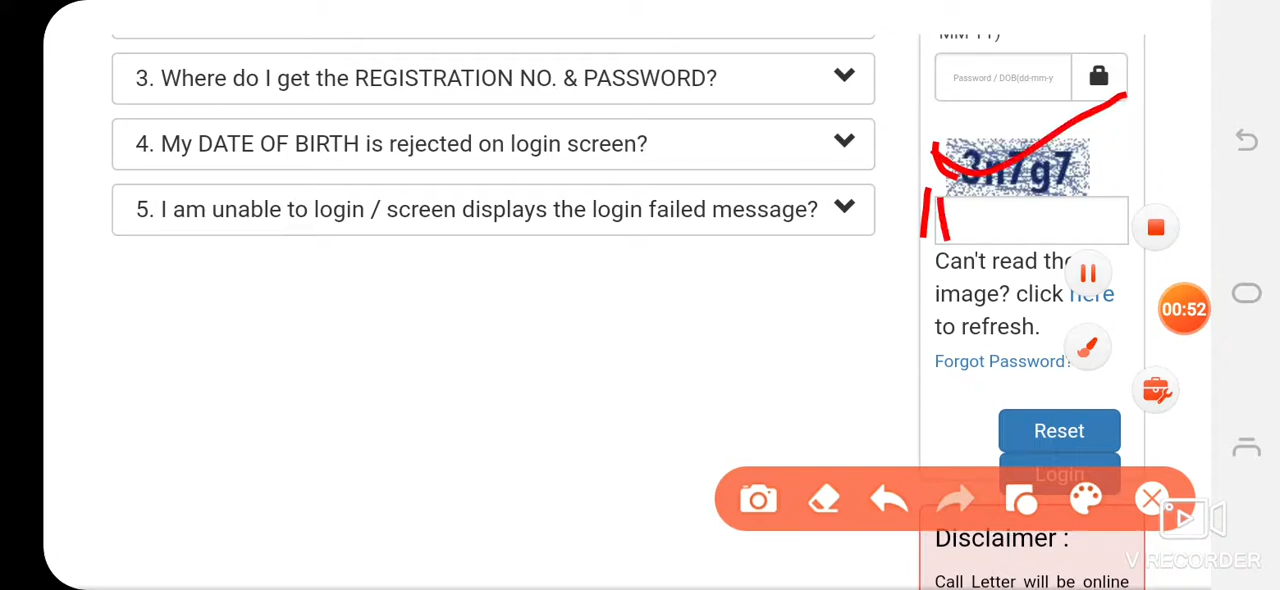 3. Where do I get the REGISTRATION NO. & PASSWORD?
4. My DATE OF BIRTH is rejected on login screen?
5. I am unable to login / screen displays the login failed message?
Password / DOB(dd-mm-y
3n7g7
Can't read the
image? click here
to refresh.
Forgot Password?
00:52
Reset
Login
Disclaimer :
Call Letter will be online
V RECORDER